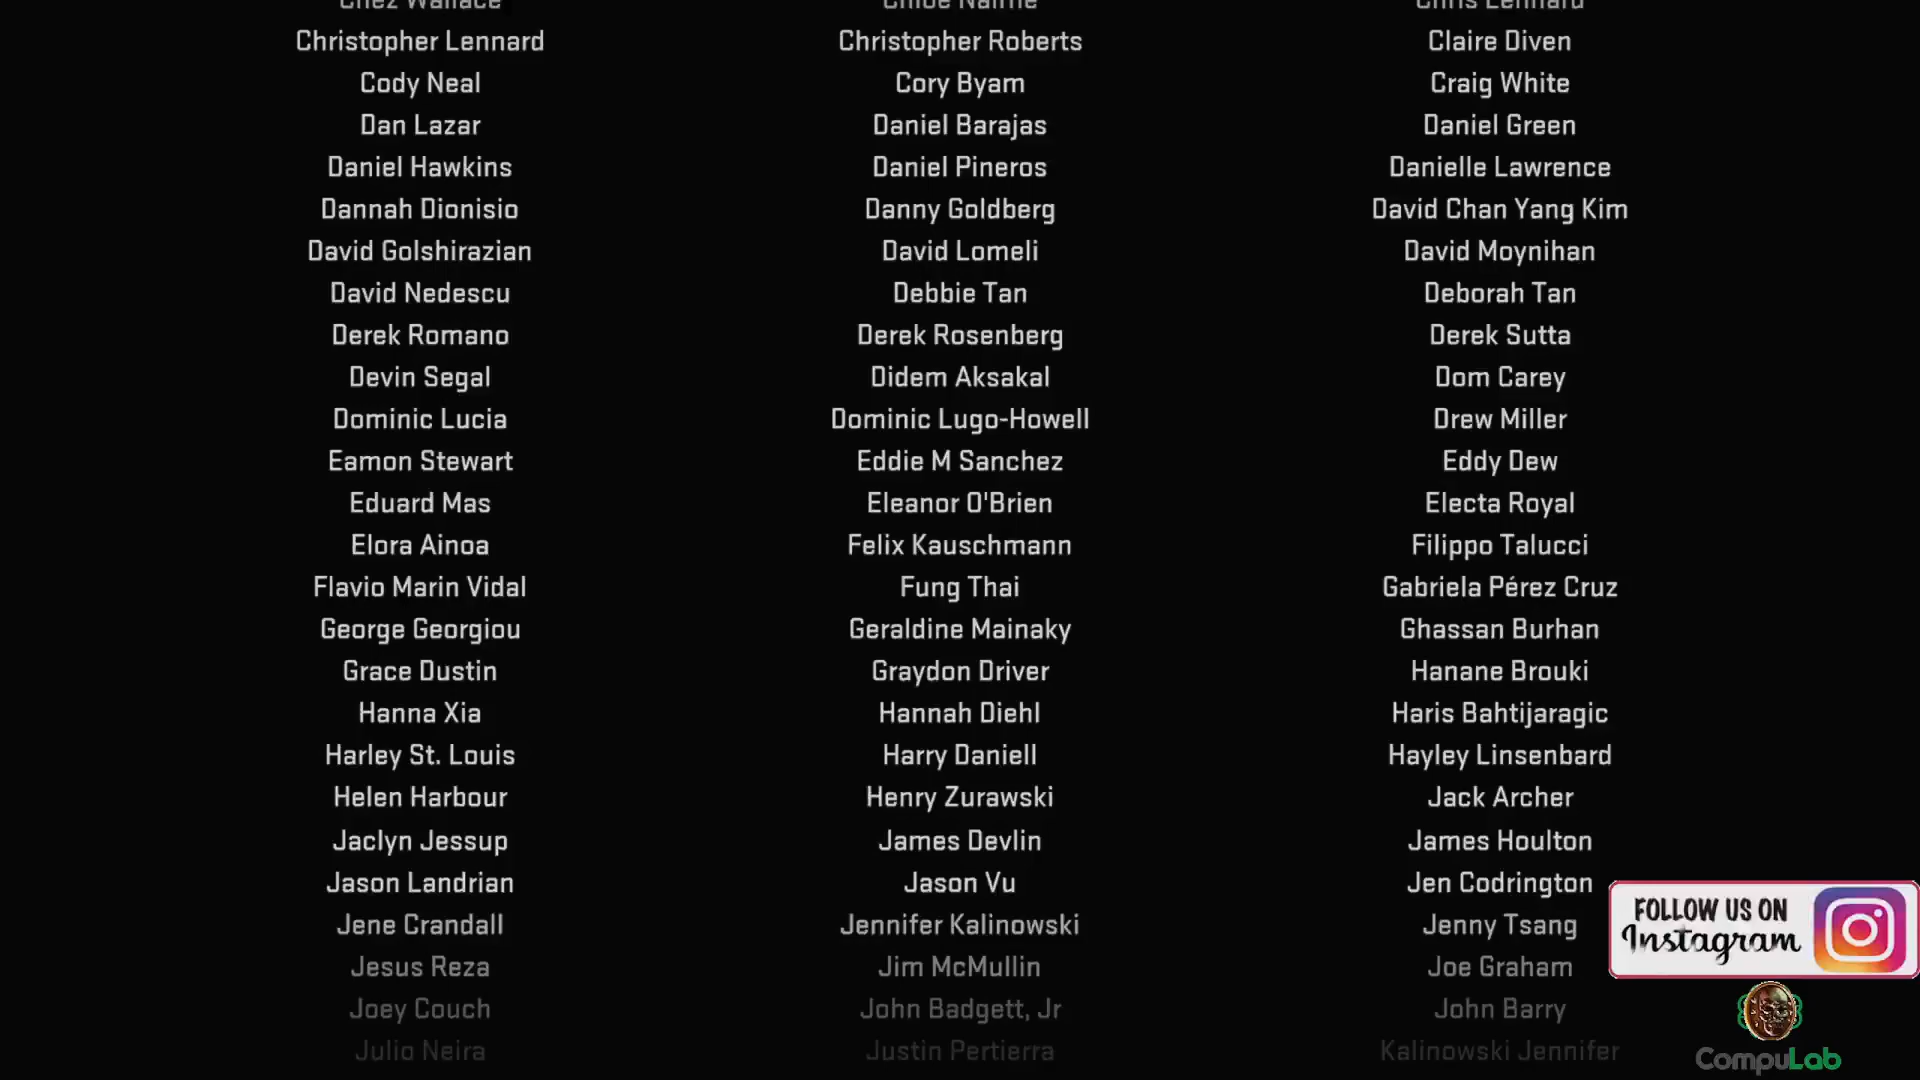 Chez Wallace Chloe Nairne Chris Lennard
Christopher Lennard Christopher Roberts Claire Diven
Cody Neal Cory Byam Craig White
Dan Lazar Daniel Barajas Daniel Green
Daniel Hawkins Daniel Pineros Danielle Lawrence
Dannah Dionisio Danny Goldberg David Chan Yang Kim
David Golshirazian David Lomeli David Moynihan
David Nedescu Debbie Tan Deborah Tan
Derek Romano Derek Rosenberg Derek Sutta
Devin Segal Didem Aksakal Dom Carey
Dominic Lucia Dominic Lugo-Howell Drew Miller
Eamon Stewart Eddie M Sanchez Eddy Dew
Eduard Mas Eleanor O'Brien Electa Royal
Elora Ainoa Felix Kauschmann Filippo Talucci
Flavio Marin Vidal Fung Thai Gabriela Pérez Cruz
George Georgiou Geraldine Mainaky Ghassan Burhan
Grace Dustin Graydon Driver Hanane Brouki
Hanna Xia Hannah Diehl Haris Bahtijaragic
Harley St. Louis Harry Daniell Hayley Linsenbard
Helen Harbour Henry Zurawski Jack Archer
Jaclyn Jessup James Devlin James Houlton
Jason Landrian Jason Vu Jen Codrington
Jene Crandall Jennifer Kalinowski Jenny Tsang
Jesus Reza Jim McMullin Joe Graham
Joey Couch John Badgett, Jr John Barry
Julio Neira Justin Pertierra Kalinowski Jennifer
FOLLOW US ON
Instagram
CompuLab